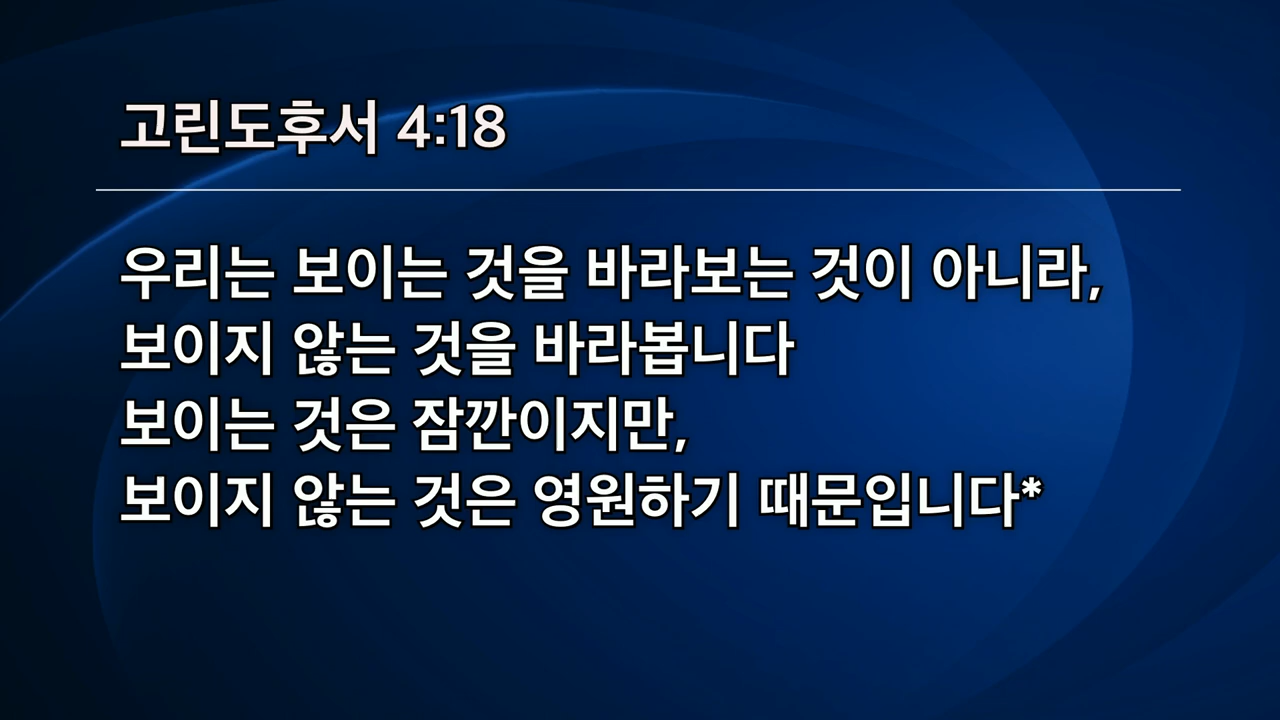 고린도후서 4:18
우리는 보이는 것을 바라보는 것이 아니라,
보이지 않는 것을 바라봅니다
보이는 것은 잠깐이지만,
보이지 않는 것은 영원하기 때문입니다*